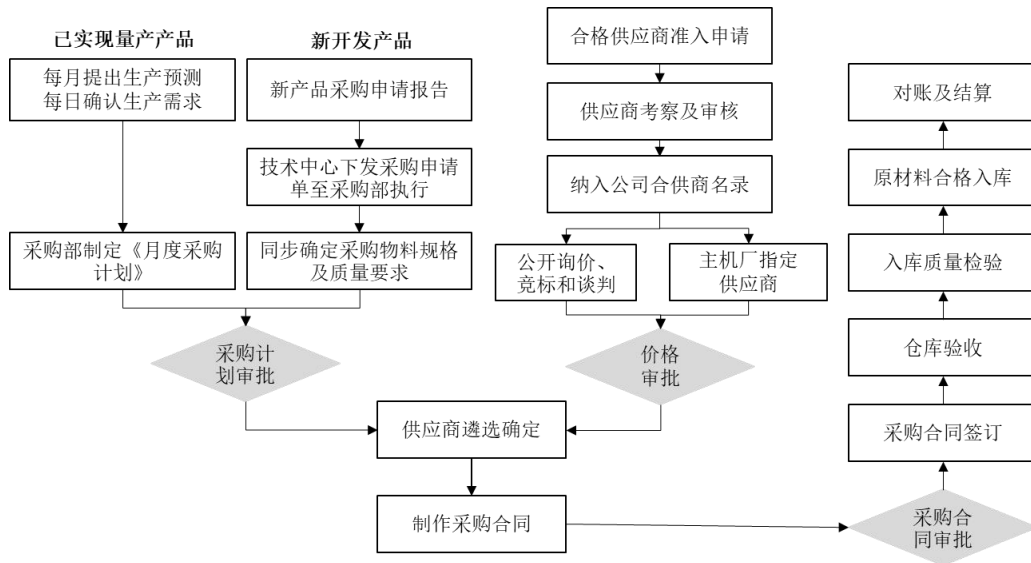 已实现量产产品
每月提出生产预测
每日确认生产需求
采购部制定《月度采购
计划》
新开发产品
新产品采购申请报告
技术中心下发采购申请
单至采购部执行
同步确定采购物料规格
及质量要求
采购计
划审批
合格供应商准入申请
供应商考察及审核
纳入公司合供商名录
公开询价、
竞标和谈判
主机厂指定
供应商
价格
审批
供应商遴选确定
制作采购合同
采购合
同审批
采购合同签订
仓库验收
入库质量检验
原材料合格入库
对账及结算